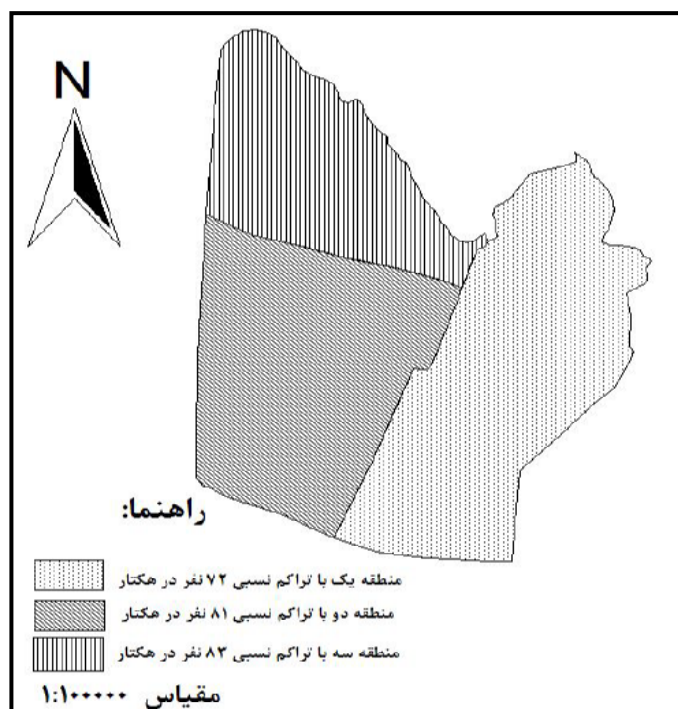 N
راهنما:
منطقه یک با تراکم نسبی ۷۲ نفر در هکتار
منطقه دو با تراکم نسبی ۸۱ نفر در هکتار
منطقه سه با تراکم نسبی ۸۳ نفر در هکتار
مقیاس ۱:۱۰۰۰۰۰